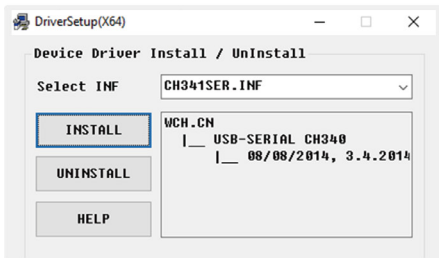 DriverSetup(X64)
Device Driver Install / UnInstall
Select INF
CH341SER.INF
INSTALL
UNINSTALL
HELP
WCH.CN
|__ USB-SERIAL CH340
|__ 08/08/2014, 3.4.2014